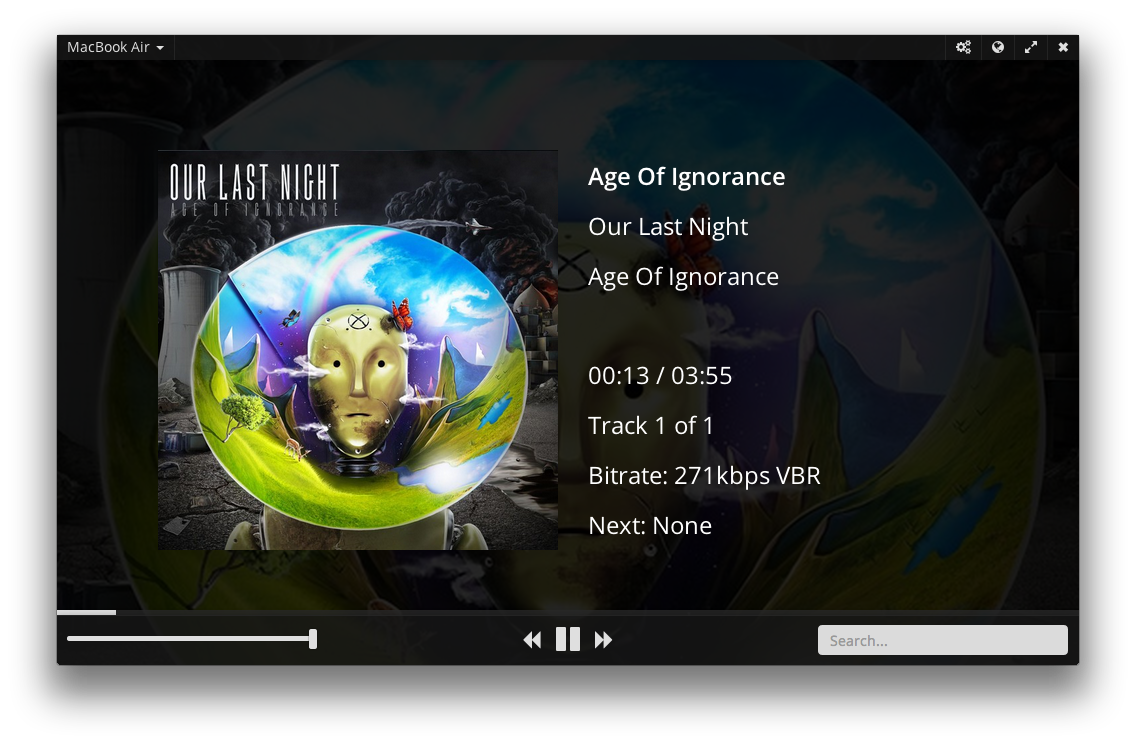 MacBook Air
OUR LAST NIGHT
AGE OF IGNORANSE
Age Of Ignorance
Our Last Night
Age Of Ignorance
00:13 / 03:55
Track 1 of 1
Bitrate: 271kbps VBR
Next: None
Search...